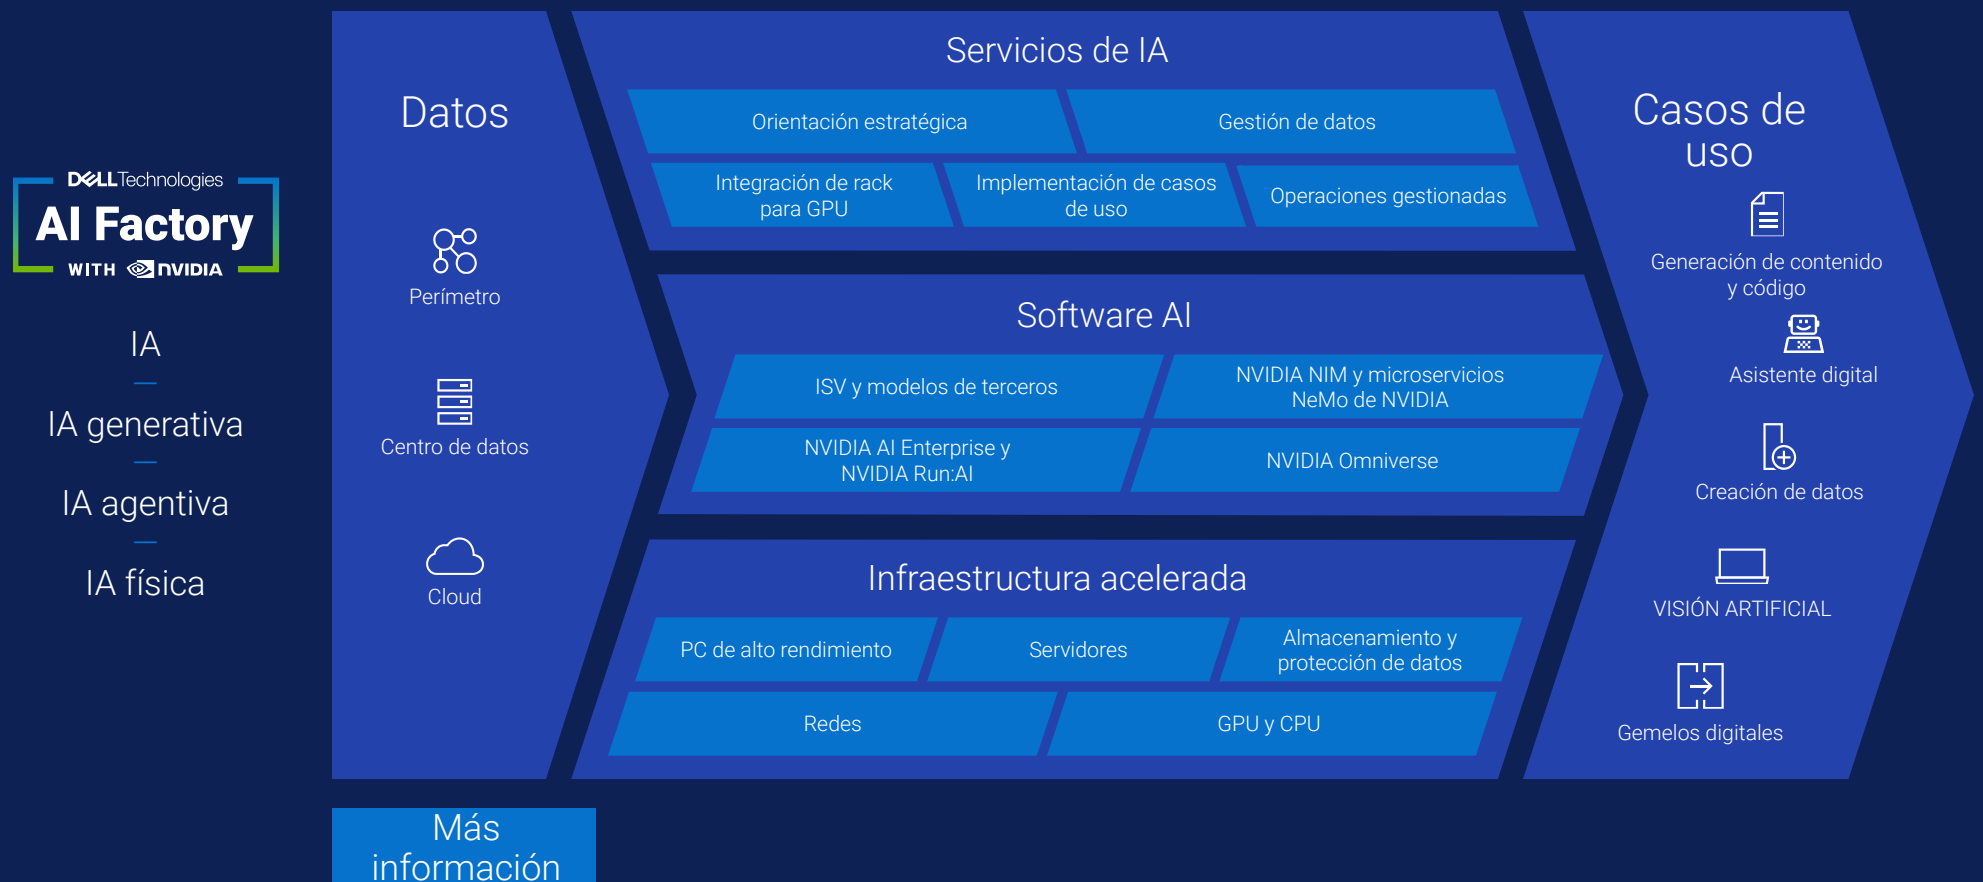 DELLTechnologies
AI Factory
WITH NVIDIA
IA
IA generativa
IA agentiva
IA física
Datos
Perímetro
Centro de datos
Cloud
Servicios de IA
Orientación estratégica
Gestión de datos
Integración de rack
para GPU
Implementación de casos
de uso
Operaciones gestionadas
Software AI
ISV y modelos de terceros
NVIDIA NIM y microservicios
NeMo de NVIDIA
NVIDIA AI Enterprise y
NVIDIA Run:AI
NVIDIA Omniverse
Infraestructura acelerada
PC de alto rendimiento
Servidores
Almacenamiento y
protección de datos
Redes
GPU y CPU
Casos de
uso
Generación de contenido
y código
Asistente digital
Creación de datos
VISIÓN ARTIFICIAL
Gemelos digitales
Más
información